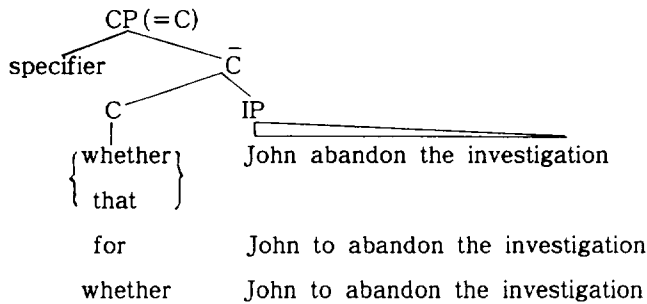 CP(=C)
specifier C̄
C IP
whether John abandon the investigation
that
for John to abandon the investigation
whether John to abandon the investigation